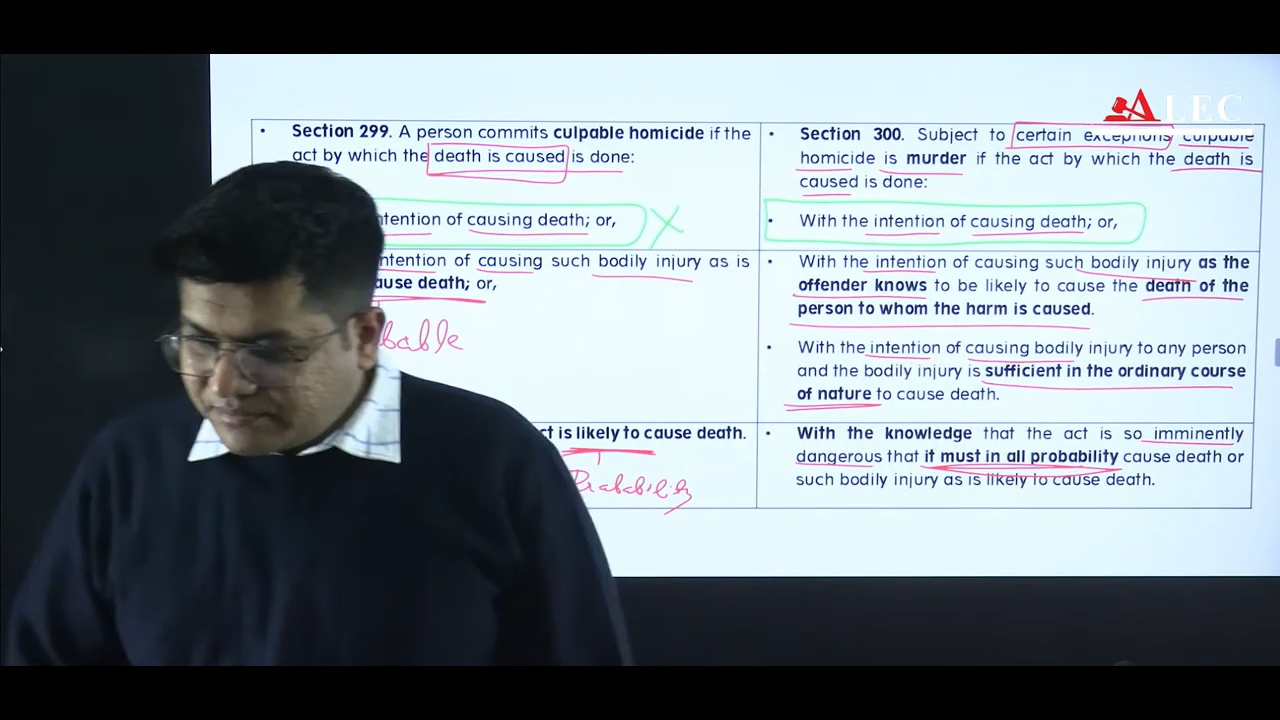 ALEC
• Section 299. A person commits culpable homicide if the
act by which the death is caused is done:
ntention of causing death; or,
ntention of causing such bodily injury as is
ause death; or,
bable
ct is likely to cause death.
Probability
• Section 300. Subject to certain exceptions culpable
homicide is murder if the act by which the death is
caused is done:
• With the intention of causing death; or,
• With the intention of causing such bodily injury as the
offender knows to be likely to cause the death of the
person to whom the harm is caused.
• With the intention of causing bodily injury to any person
and the bodily injury is sufficient in the ordinary course
of nature to cause death.
• With the knowledge that the act is so imminently
dangerous that it must in all probability cause death or
such bodily injury as is likely to cause death.